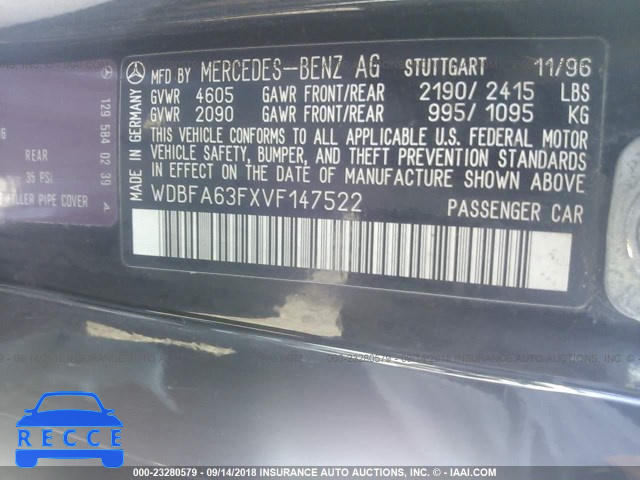 MFD BY MERCEDES-BENZ AG STUTTGART 11/96
GVWR 4605 GAWR FRONT/REAR 2190/ 2415 LBS
GVWR 2090 GAWR FRONT/REAR 995/ 1095 KG
THIS VEHICLE CONFORMS TO ALL APPLICABLE U.S. FEDERAL MOTOR
VEHICLE SAFETY, BUMPER, AND THEFT PREVENTION STANDARDS
IN EFFECT ON THE DATE OF MANUFACTURE SHOWN ABOVE.
WDBFA63FXVF147522 PASSENGER CAR
MADE IN GERMANY
129 584 02 39
REAR
35 PSI
FILLER PIPE COVER
RECCE
000-23280579 - 09/14/2018 INSURANCE AUTO AUCTIONS, INC. - © - IAAI.COM